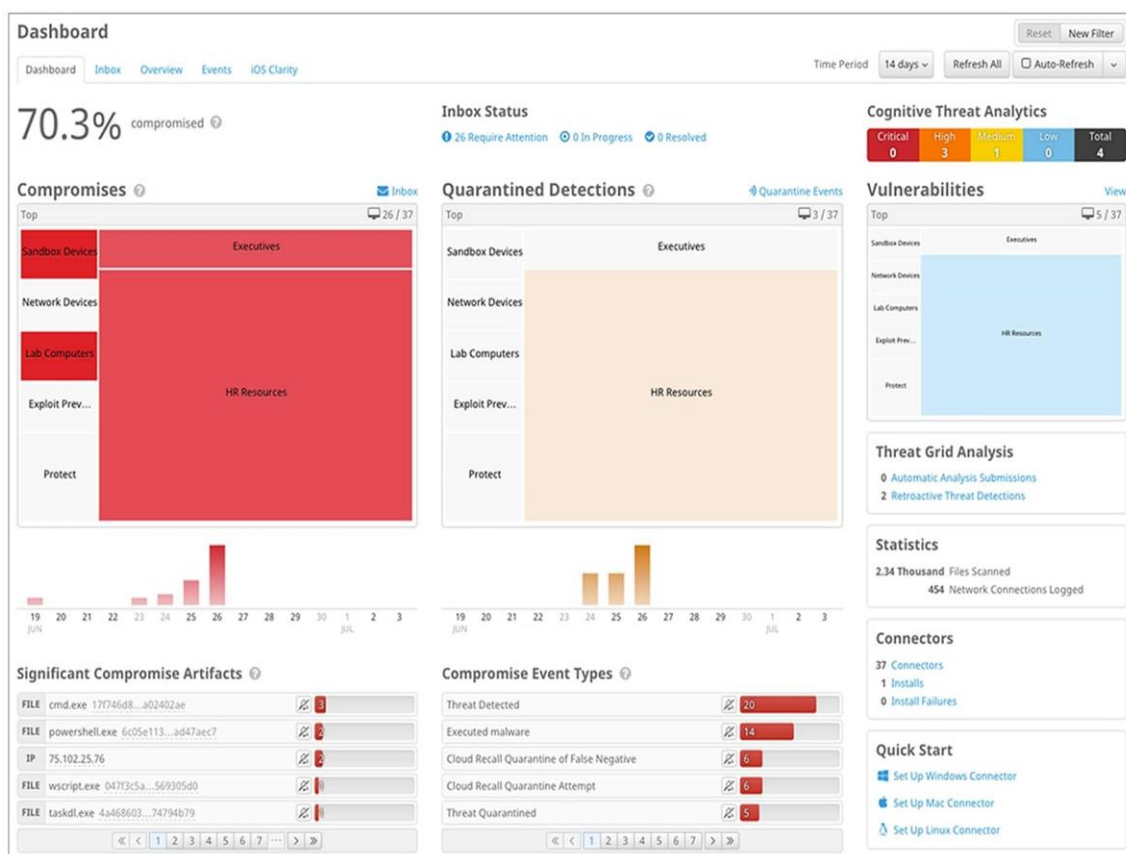 Dashboard
Reset New Filter
Dashboard Inbox Overview Events iOS Clarity
Time Period 14 days Refresh All Auto-Refresh
70.3% compromised
Inbox Status
26 Require Attention 0 In Progress 0 Resolved
Cognitive Threat Analytics
Critical High Medium Low Total
0 3 1 0 4
Compromises
Inbox
Top 26 / 37
Sandbox Devices
Executives
Network Devices
Lab Computers
HR Resources
Exploit Prev...
Protect
19 20 21 22 23 24 25 26 27 28 29 30 1 2 3
JUN JUL
Quarantined Detections
Quarantine Events
Top 3 / 37
Sandbox Devices
Executives
Network Devices
Lab Computers
HR Resources
Exploit Prev...
Protect
19 20 21 22 23 24 25 26 27 28 29 30 1 2 3
JUN JUL
Vulnerabilities
View
Top 5 / 37
Sandbox Devices
Executives
Network Devices
Lab Computers
HR Resources
Exploit Prev...
Protect
Threat Grid Analysis
0 Automatic Analysis Submissions
2 Retroactive Threat Detections
Statistics
2.34 Thousand Files Scanned
454 Network Connections Logged
Connectors
37 Connectors
1 Installs
0 Install Failures
Quick Start
Set Up Windows Connector
Set Up Mac Connector
Set Up Linux Connector
Significant Compromise Artifacts
FILE cmd.exe 17f746d8...a02402ae 3
FILE powershell.exe 6c05e113...ad47aec7 2
IP 75.102.25.76 2
FILE wscript.exe 047f3c5a...569305d0
FILE taskdl.exe 4a468603...74794b79
« ‹ 1 2 3 4 5 6 7 ... › »
Compromise Event Types
Threat Detected 20
Executed malware 14
Cloud Recall Quarantine of False Negative 6
Cloud Recall Quarantine Attempt 6
Threat Quarantined 5
« ‹ 1 2 3 4 5 6 7 › »